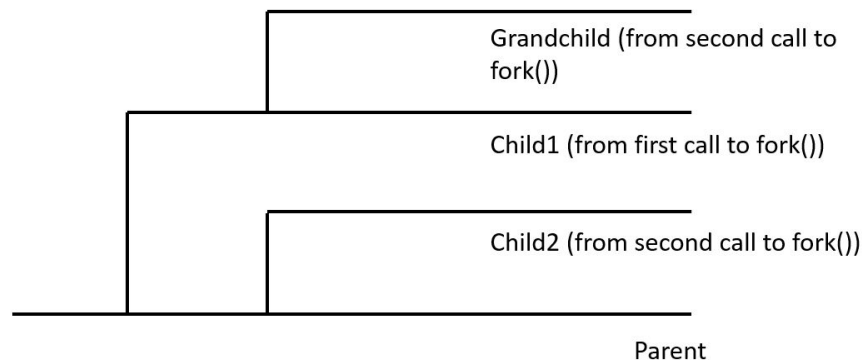 Grandchild (from second call to
fork())
Child1 (from first call to fork())
Child2 (from second call to fork())
Parent